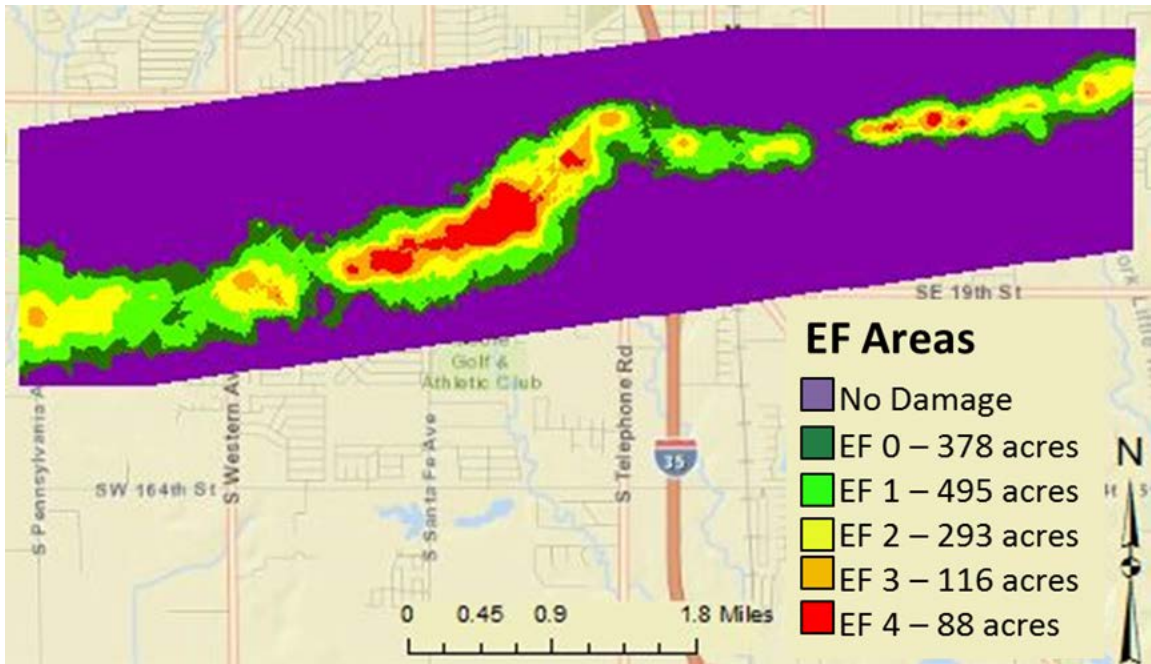 SE 19th St
Golf &
Athletic Club
S Pennsylvania A
S Western Av
S Santa Fe Ave
S Telephone Rd
35
SW 164th St
EF Areas
No Damage
EF 0 – 378 acres
EF 1 – 495 acres
EF 2 – 293 acres
EF 3 – 116 acres
EF 4 – 88 acres
N
0 0.45 0.9 1.8 Miles